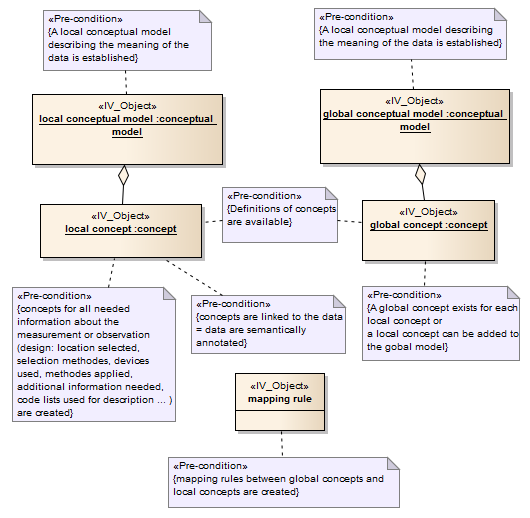 «Pre-condition»
{A local conceptual model
describing the meaning of the
data is established}
«Pre-condition»
{A local conceptual model describing
the meaning of the data is established}
«IV_Object»
local conceptual model :conceptual
model
«IV_Object»
global conceptual model :conceptual
model
«Pre-condition»
{Definitions of concepts
are available}
«IV_Object»
local concept :concept
«IV_Object»
global concept :concept
«Pre-condition»
{concepts for all needed
information about the
measurement or observation
(design: location selected,
selection methodes, devices
used, methodes applied,
additional information needed,
code lists used for description ... )
are created}
«Pre-condition»
{concepts are linked to the data
= data are semantically
annotated}
«Pre-condition»
{A global concept exists for each
local concept or
a local concept can be added to
the gobal model}
«IV_Object»
mapping rule
«Pre-condition»
{mapping rules between global concepts and
local concepts are created}